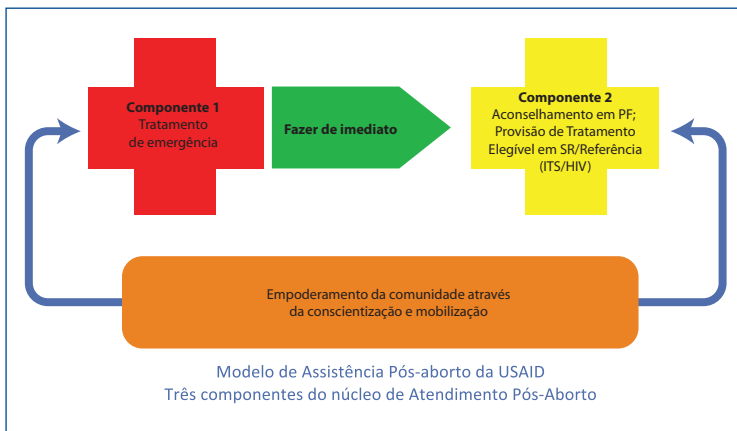 Componente 1
Tratamento
de emergência
Fazer de imediato
Componente 2
Aconselhamento em PF;
Provisão de Tratamento
Elegível em SR/Referência
(ITS/HIV)
Empoderamento da comunidade através
da conscientização e mobilização
Modelo de Assistência Pós-aborto da USAID
Três componentes do núcleo de Atendimento Pós-Aborto